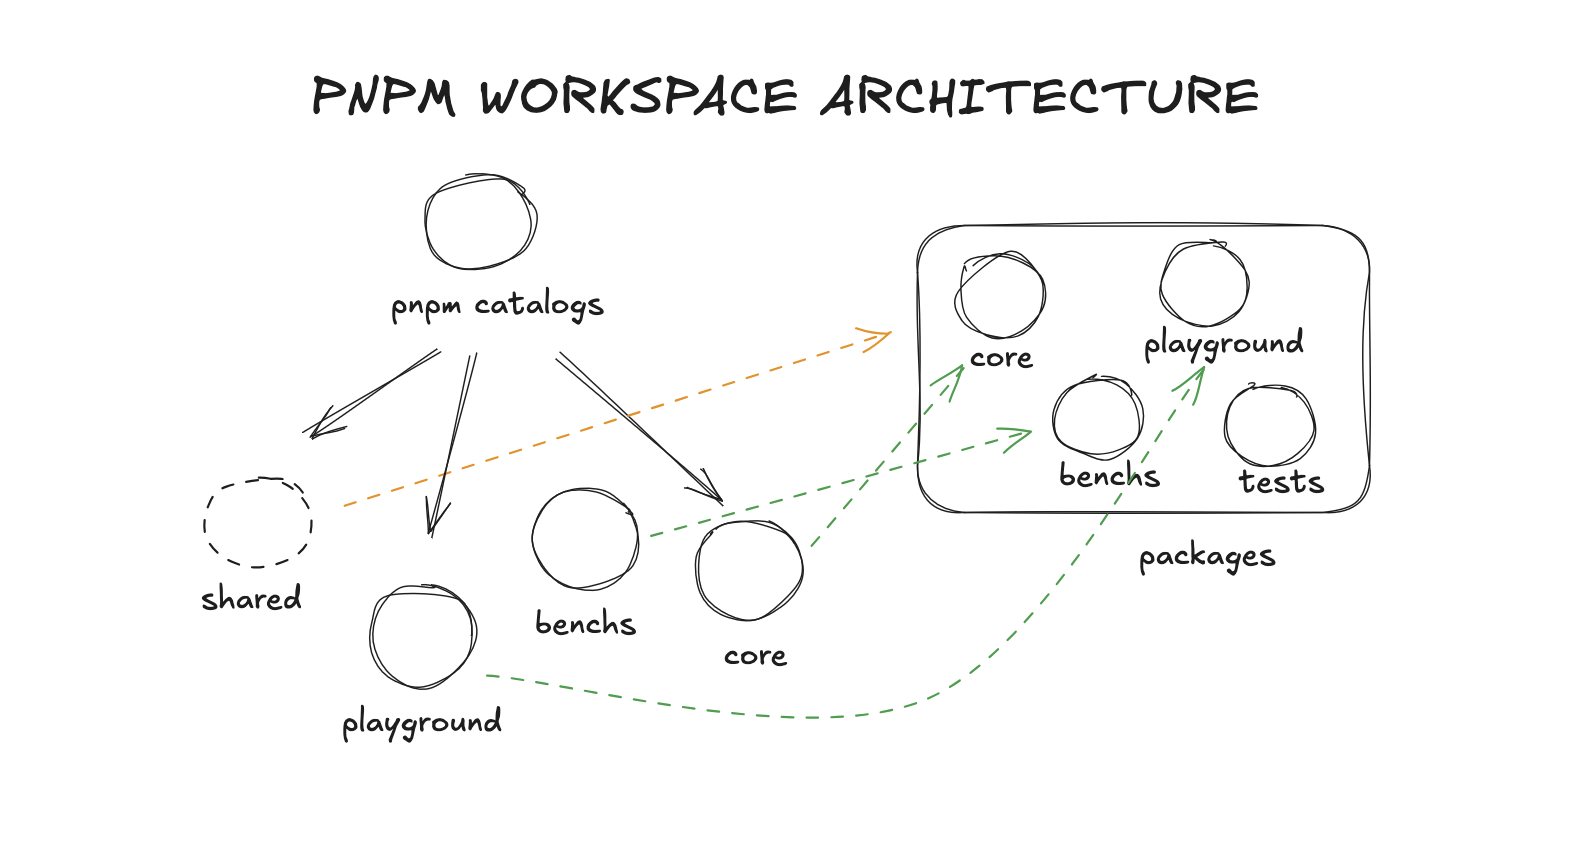 PNPM WORKSPACE ARCHITECTURE
pnpm catalogs
shared
playground
benchs
core
core
playground
benchs
tests
packages